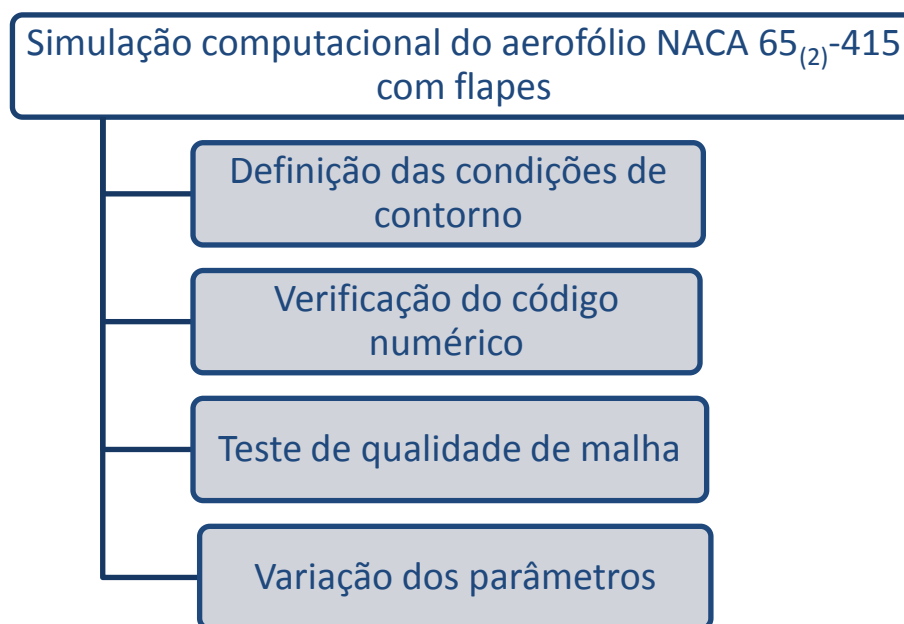 Simulação computacional do aerofólio NACA 65(2)-415
com flapes
Definição das condições de
contorno
Verificação do código
numérico
Teste de qualidade de malha
Variação dos parâmetros